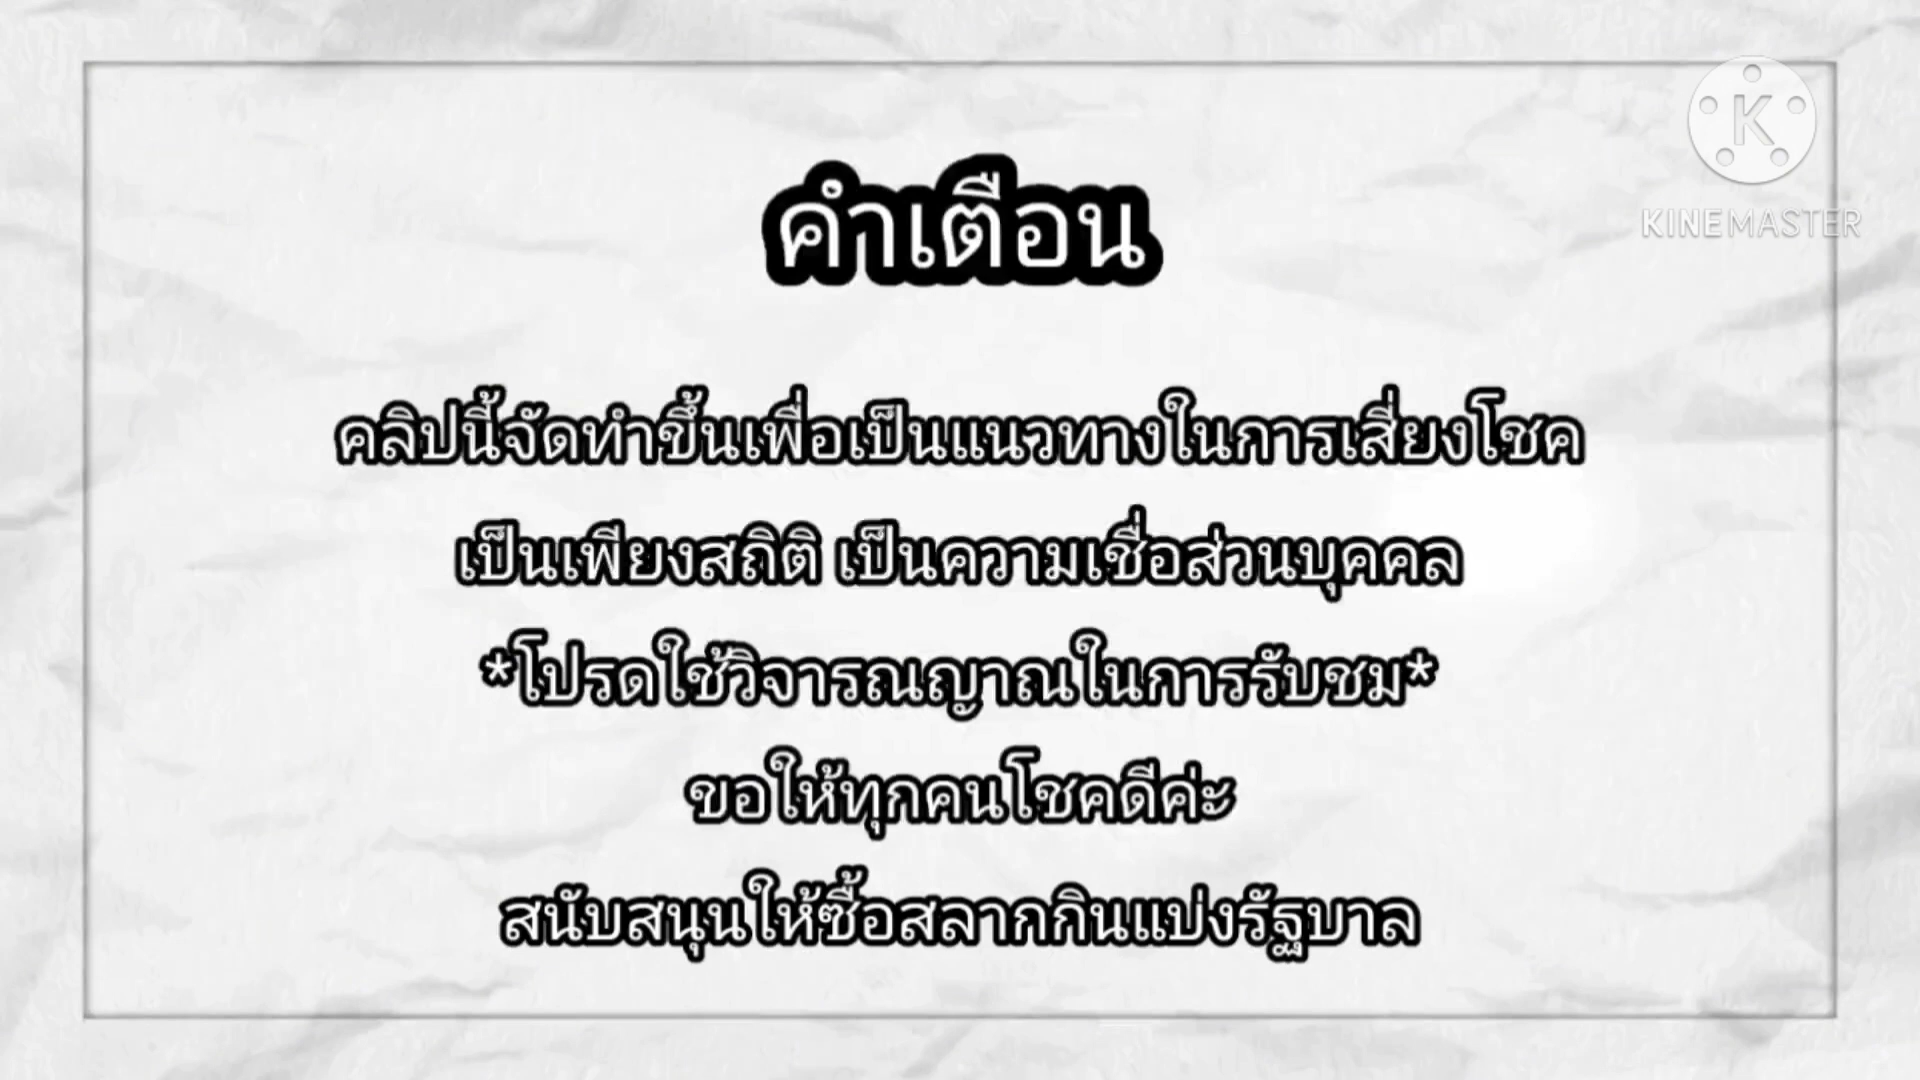 คำเตือน
KINEMASTER
คลิปนี้จัดทำขึ้นเพื่อเป็นแนวทางในการเสี่ยงโชค
เป็นเพียงสถิติ เป็นความเชื่อส่วนบุคคล
*โปรดใช้วิจารณญาณในการรับชม*
ขอให้ทุกคนโชคดีค่ะ
สนับสนุนให้ซื้อสลากกินแบ่งรัฐบาล